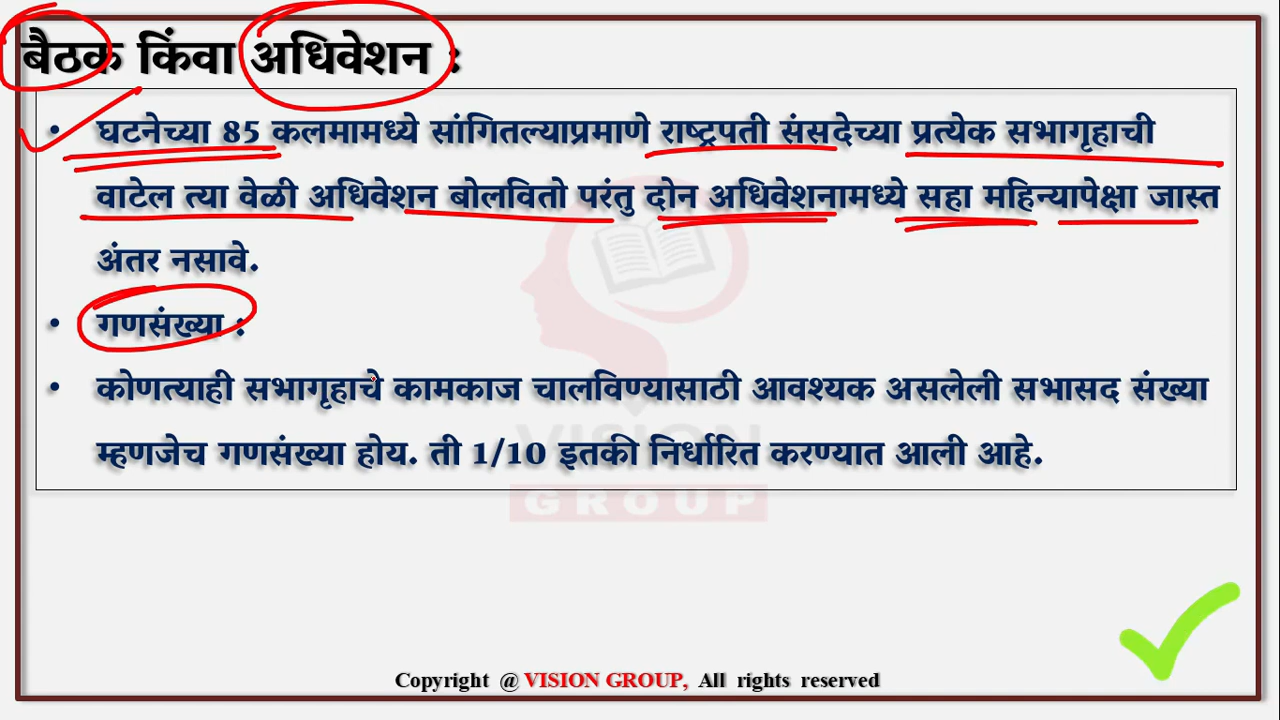 बैठक किंवा अधिवेशन :
• घटनेच्या 85 कलमामध्ये सांगितल्याप्रमाणे राष्ट्रपती संसदेच्या प्रत्येक सभागृहाची
वाटेल त्या वेळी अधिवेशन बोलवितो परंतु दोन अधिवेशनामध्ये सहा महिन्यापेक्षा जास्त
अंतर नसावे.
• गणसंख्या :
• कोणत्याही सभागृहाचे कामकाज चालविण्यासाठी आवश्यक असलेली सभासद संख्या
म्हणजेच गणसंख्या होय. ती 1/10 इतकी निर्धारित करण्यात आली आहे.
VISION
GROUP
Copyright @ VISION GROUP, All rights reserved